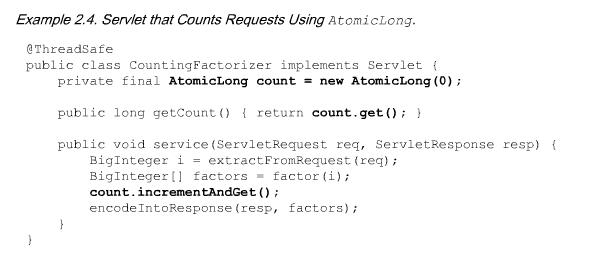 Example 2.4. Servlet that Counts Requests Using AtomicLong.
@ThreadSafe
public class CountingFactorizer implements Servlet {
    private final AtomicLong count = new AtomicLong(0);
    public long getCount() { return count.get(); }
    public void service(ServletRequest req, ServletResponse resp) {
        BigInteger i = extractFromRequest(req);
        BigInteger[] factors = factor(i);
        count.incrementAndGet();
        encodeIntoResponse(resp, factors);
    }
}